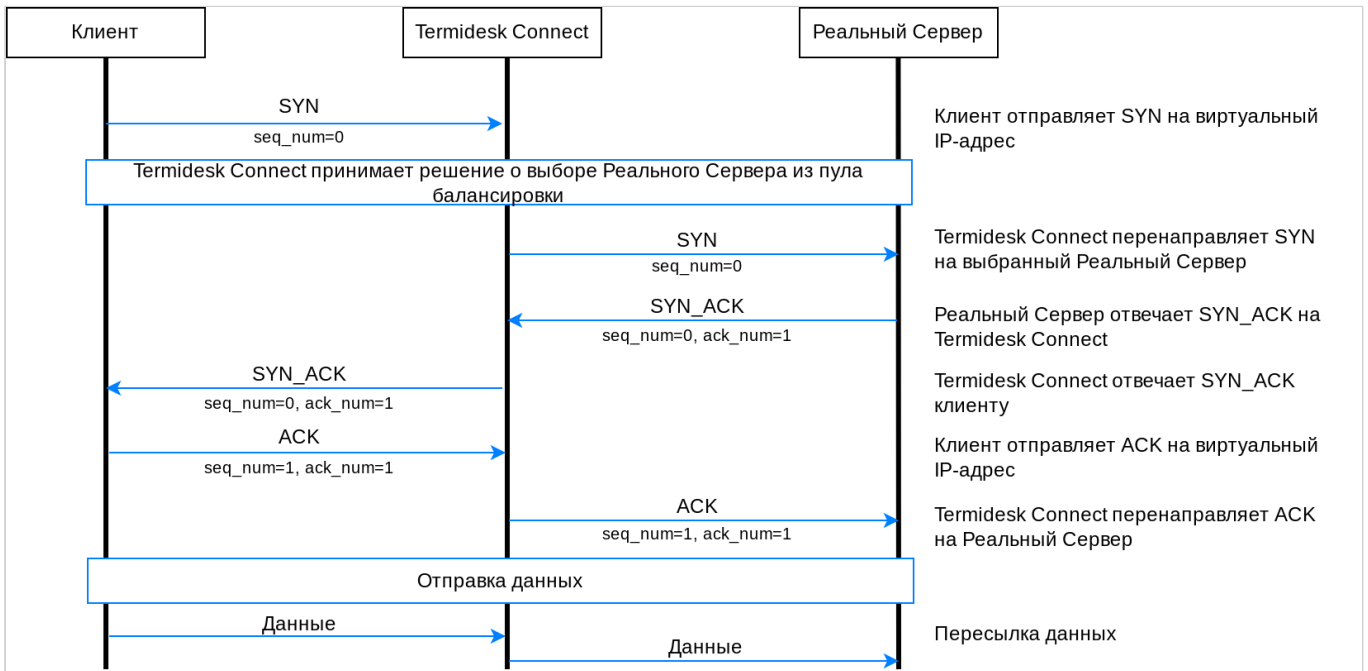 Клиент
Termidesk Connect
Реальный Сервер
SYN
seq_num=0
Клиент отправляет SYN на виртуальный
IP-адрес
Termidesk Connect принимает решение о выборе Реального Сервера из пула
балансировки
SYN
seq_num=0
Termidesk Connect перенаправляет SYN
на выбранный Реальный Сервер
SYN_ACK
seq_num=0, ack_num=1
Реальный Сервер отвечает SYN_ACK на
Termidesk Connect
SYN_ACK
seq_num=0, ack_num=1
Termidesk Connect отвечает SYN_ACK
клиенту
ACK
seq_num=1, ack_num=1
Клиент отправляет ACK на виртуальный
IP-адрес
ACK
seq_num=1, ack_num=1
Termidesk Connect перенаправляет ACK
на Реальный Сервер
Отправка данных
Данные
Данные
Пересылка данных